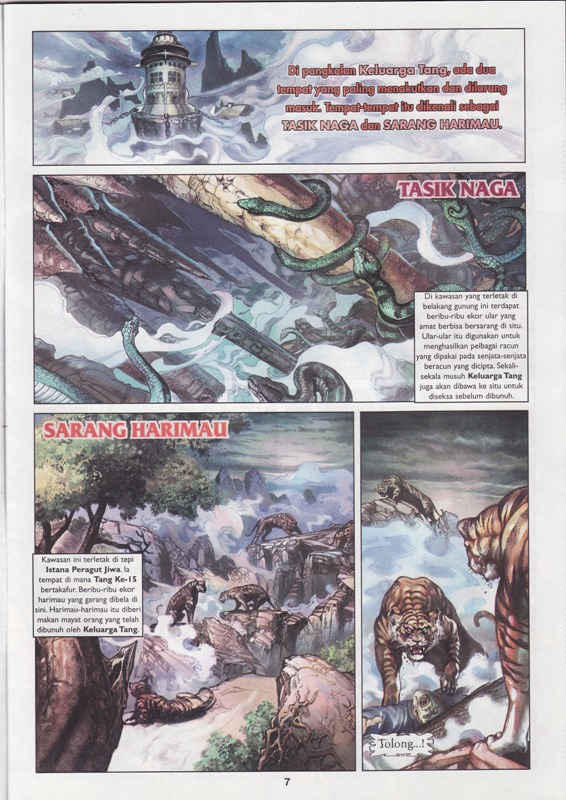 Di pangkalan Keluarga Tang, ada dua
tempat yang paling menakutkan dan dilarang
masuk. Tempat-tempat itu dikenali sebagai
TASIK NAGA dan SARANG HARIMAU.
TASIK NAGA
Di kawasan yang terletak di
belakang gunung ini terdapat
beribu-ribu ekor ular yang
amat berbisa bersarang di situ.
Ular-ular itu digunakan untuk
menghasilkan pelbagai racun
yang dipakai pada senjata-senjata
beracun yang dicipta. Sekali-
sekala musuh Keluarga Tang
juga akan dibawa ke situ untuk
diseksa sebelum dibunuh.
SARANG HARIMAU
Kawasan ini terletak di tepi
Istana Peragut Jiwa. Ia
tempat di mana Tang Ke-15
bertakafur. Beribu-ribu ekor
harimau yang garang dibela di
sini. Harimau-harimau itu diberi
makan mayat orang yang telah
dibunuh oleh Keluarga Tang.
Tolong...!
7